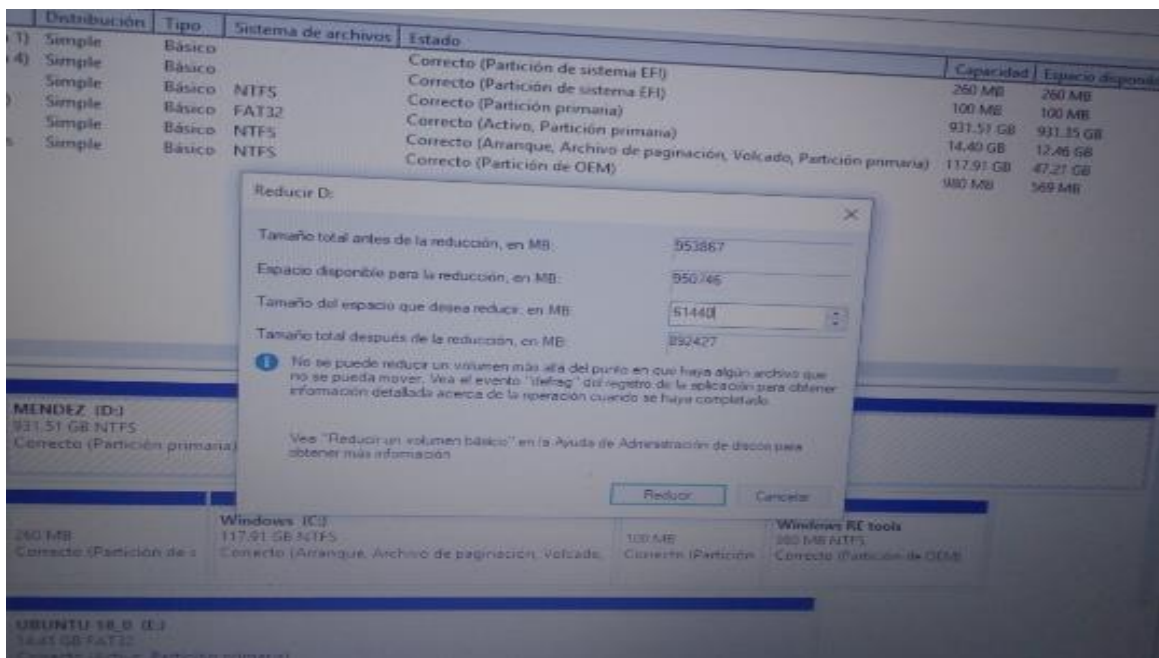 Distribución Tipo Sistema de archivos Estado Capacidad Espacio
1) Simple Básico Correcto (Partición de sistema EFI) 260 MB 260 MB
4) Simple Básico Correcto (Partición de sistema EFI) 100 MB 100 MB
Simple Básico NTFS Correcto (Partición primaria) 931.51 GB 931.35 GB
) Simple Básico FAT32 Correcto (Activo, Partición primaria) 14.40 GB 12.46 GB
Simple Básico NTFS Correcto (Arranque, Archivo de paginación, Volcado, Partición primaria) 117.91 GB 47.21 GB
s Simple Básico NTFS Correcto (Partición de OEM) 980 MB 569 MB
Reducir D:
Tamaño total antes de la reducción, en MB: 953867
Espacio disponible para la reducción, en MB: 950746
Tamaño del espacio que desea reducir, en MB: 61440
Tamaño total después de la reducción, en MB: 892427
No se puede reducir un volumen más allá del punto en que haya algún archivo que
no se pueda mover. Vea el evento "defrag" del registro de la aplicación para obtener
información detallada acerca de la operación cuando se haya completado.
Vea "Reducir un volumen básico" en la Ayuda de Administración de discos para
obtener más información
Reducir Cancelar
MENDEZ (D:)
931.51 GB NTFS
Correcto (Partición primaria)
260 MB
Correcto (Partición de s
Windows (C:)
117.91 GB NTFS
Correcto (Arranque, Archivo de paginación, Volcado,
100 MB
Correcto (Partición
Windows RE tools
980 MB NTFS
Correcto (Partición de OEM)
UBUNTU-18_0 (E:)
14.41 GB FAT32